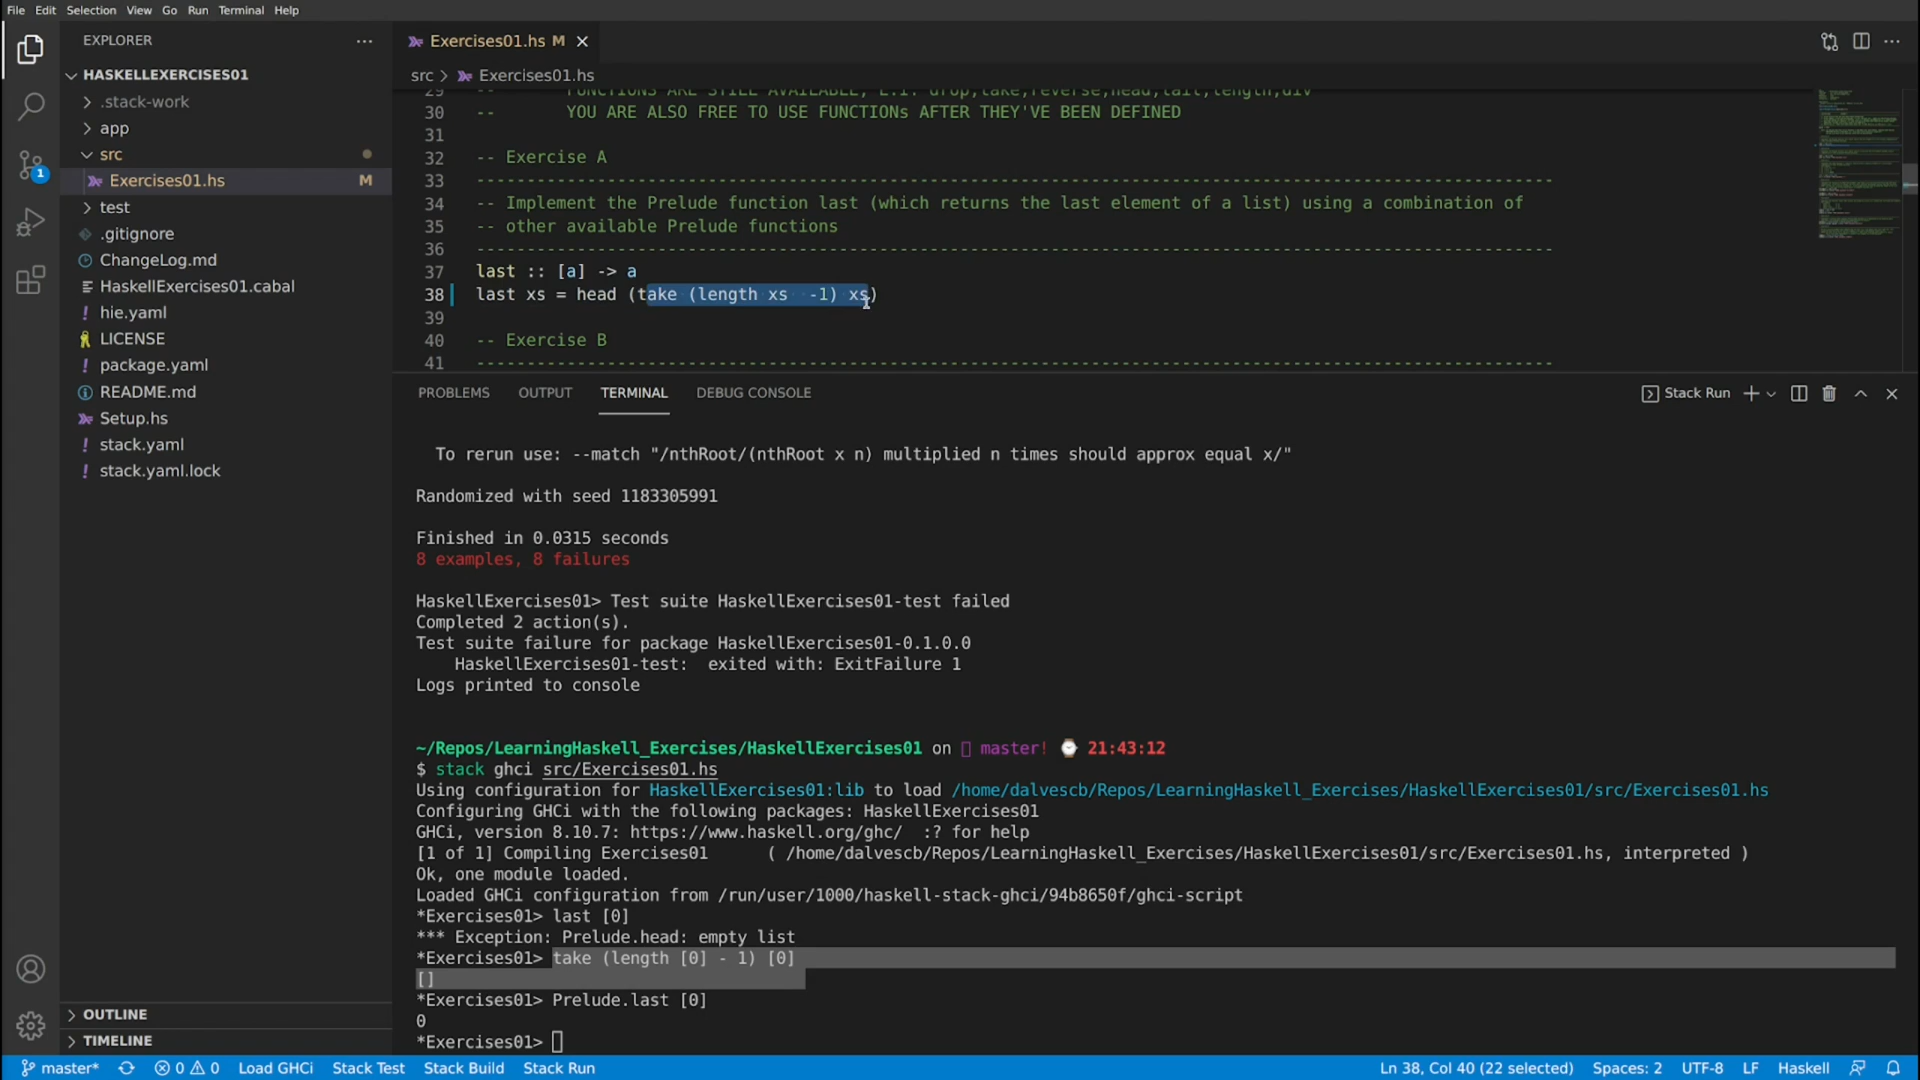 File Edit Selection View Go Run Terminal Help
EXPLORER
HASKELLEXERCISES01
.stack-work
app
src
Exercises01.hs M
test
.gitignore
ChangeLog.md
HaskellExercises01.cabal
hie.yaml
LICENSE
package.yaml
README.md
Setup.hs
stack.yaml
stack.yaml.lock
OUTLINE
TIMELINE
1
Exercises01.hs M
src > Exercises01.hs
29 -- FUNCTIONS ARE STILL AVAILABLE, E.I. drop,take,reverse,head,tail,length,div
30 -- YOU ARE ALSO FREE TO USE FUNCTIONs AFTER THEY'VE BEEN DEFINED
31
32 -- Exercise A
33 -----------------------------------------------------------------------------------------------------------
34 -- Implement the Prelude function last (which returns the last element of a list) using a combination of
35 -- other available Prelude functions
36 -----------------------------------------------------------------------------------------------------------
37 last :: [a] -> a
38 last xs = head (take (length xs  -1) xs)
39
40 -- Exercise B
41 -----------------------------------------------------------------------------------------------------------
PROBLEMS OUTPUT TERMINAL DEBUG CONSOLE
Stack Run
To rerun use: --match "/nthRoot/(nthRoot x n) multiplied n times should approx equal x/"
Randomized with seed 1183305991
Finished in 0.0315 seconds
8 examples, 8 failures
HaskellExercises01> Test suite HaskellExercises01-test failed
Completed 2 action(s).
Test suite failure for package HaskellExercises01-0.1.0.0
HaskellExercises01-test:  exited with: ExitFailure 1
Logs printed to console
~/Repos/LearningHaskell_Exercises/HaskellExercises01 on master! 21:43:12
$ stack ghci src/Exercises01.hs
Using configuration for HaskellExercises01:lib to load /home/dalvescb/Repos/LearningHaskell_Exercises/HaskellExercises01/src/Exercises01.hs
Configuring GHCi with the following packages: HaskellExercises01
GHCi, version 8.10.7: https://www.haskell.org/ghc/  :? for help
[1 of 1] Compiling Exercises01      ( /home/dalvescb/Repos/LearningHaskell_Exercises/HaskellExercises01/src/Exercises01.hs, interpreted )
Ok, one module loaded.
Loaded GHCi configuration from /run/user/1000/haskell-stack-ghci/94b8650f/ghci-script
*Exercises01> last [0]
*** Exception: Prelude.head: empty list
*Exercises01> take (length [0] - 1) [0]
[]
*Exercises01> Prelude.last [0]
0
*Exercises01>
master* 0 0 Load GHCi Stack Test Stack Build Stack Run Ln 38, Col 40 (22 selected) Spaces: 2 UTF-8 LF Haskell